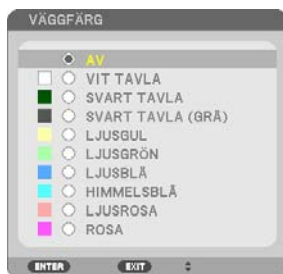 VÄGGFÄRG
AV
VIT TAVLA
SVART TAVLA
SVART TAVLA (GRÅ)
LJUSGUL
LJUSGRÖN
LJUSBLÅ
HIMMELSBLÅ
LJUSROSA
ROSA
ENTER EXIT